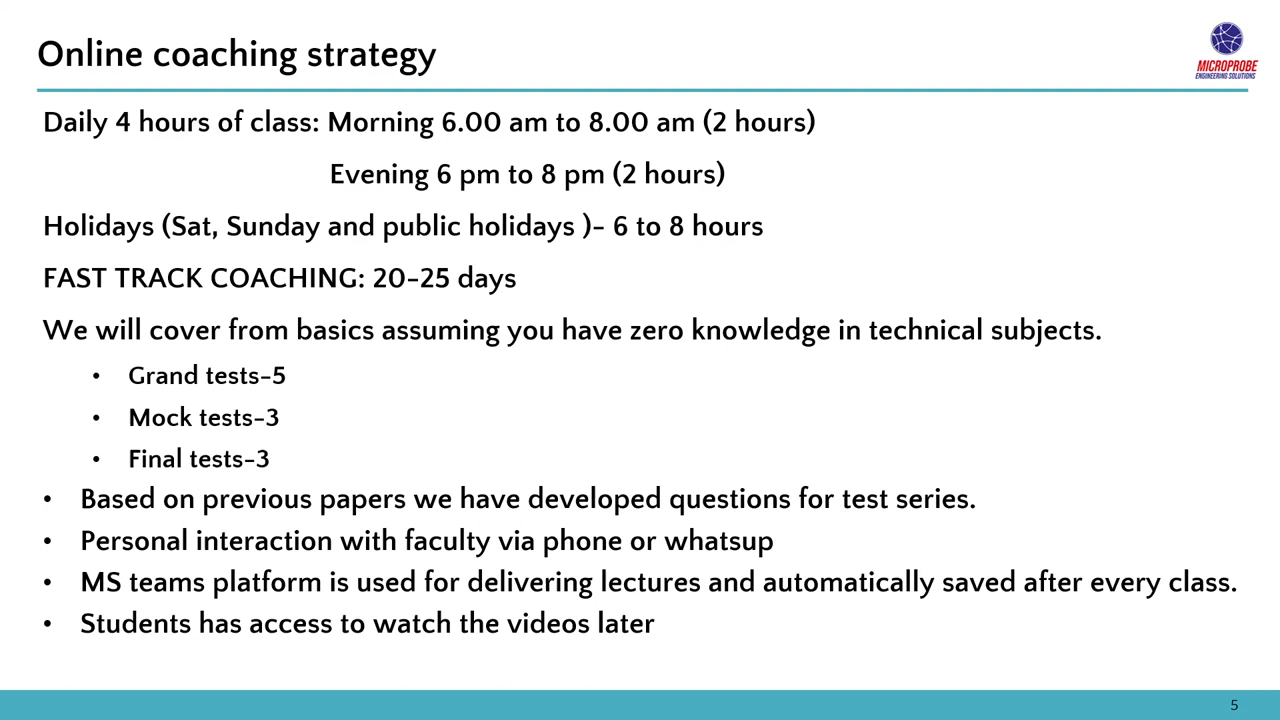 Online coaching strategy
MICROPROBE
ENGINEERING SOLUTIONS
Daily 4 hours of class: Morning 6.00 am to 8.00 am (2 hours)
Evening 6 pm to 8 pm (2 hours)
Holidays (Sat, Sunday and public holidays )- 6 to 8 hours
FAST TRACK COACHING: 20-25 days
We will cover from basics assuming you have zero knowledge in technical subjects.
• Grand tests-5
• Mock tests-3
• Final tests-3
• Based on previous papers we have developed questions for test series.
• Personal interaction with faculty via phone or whatsup
• MS teams platform is used for delivering lectures and automatically saved after every class.
• Students has access to watch the videos later
5